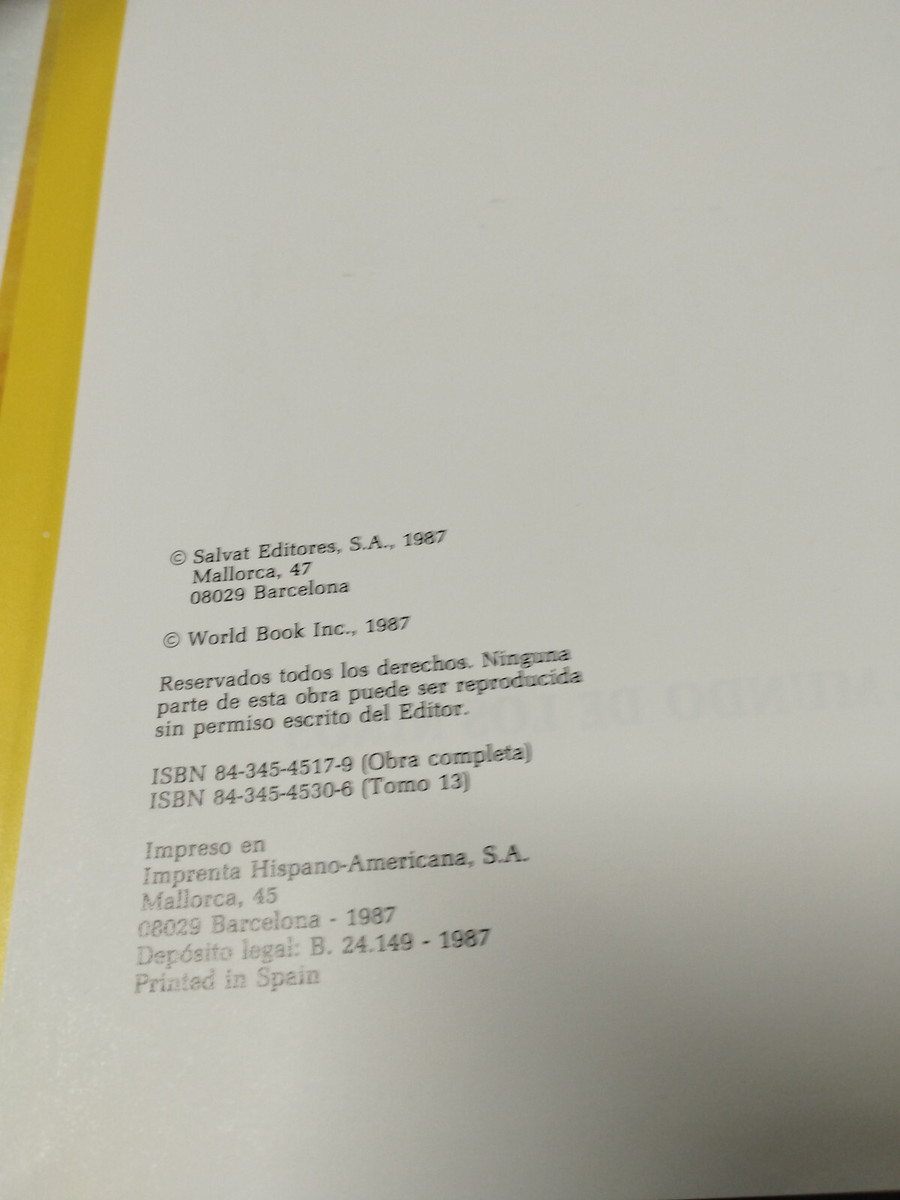 © Salvat Editores, S.A., 1987
Mallorca, 47
08029 Barcelona
© World Book Inc., 1987
Reservados todos los derechos. Ninguna
parte de esta obra puede ser reproducida
sin permiso escrito del Editor.
ISBN 84-345-4517-9 (Obra completa)
ISBN 84-345-4530-6 (Tomo 13)
Impreso en
Imprenta Hispano-Americana, S.A.
Mallorca, 45
08029 Barcelona - 1987
Depósito legal: B. 24.149 - 1987
Printed in Spain